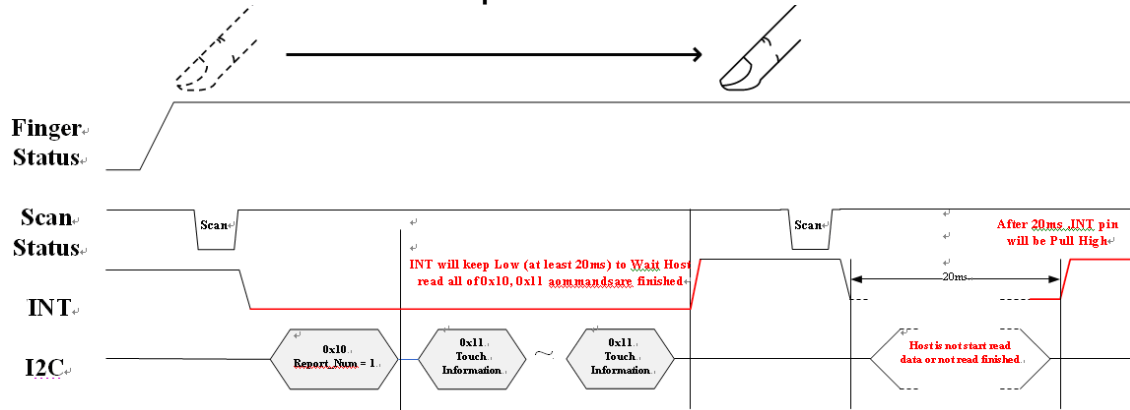 Finger
Status
Scan
Status
Scan
Scan
After 20ms ,INT pin
will be Pull High
INT will keep Low (at least 20ms) to Wait Host
read all of 0x10, 0x11 aommandsare finished
20ms
INT
0x10
Report_Num = 1
0x11
Touch
Information
~
0x11
Touch
Information
Host is not start read
data or not read finished
I2C